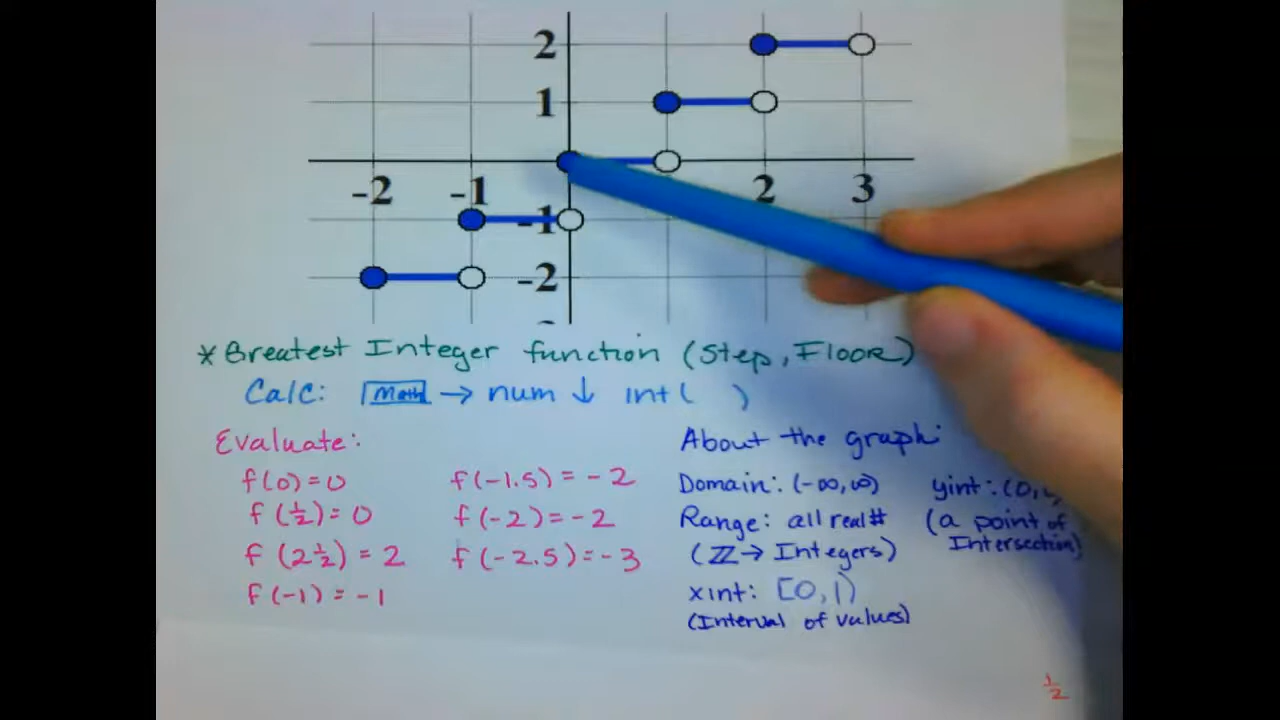 2
1
-2 -1 2 3
-1
-2
* Greatest Integer function (Step, Floor)
Calc: Math → num ↓ int( )
Evaluate:
f(0) = 0
f(½) = 0
f(2½) = 2
f(-1) = -1
f(-1.5) = -2
f(-2) = -2
f(-2.5) = -3
About the graph:
Domain: (-∞,∞)
Range: all real #
(ℤ → Integers)
xint: [0,1)
(Interval of values)
yint: (0,
(a point of
Intersection)
½